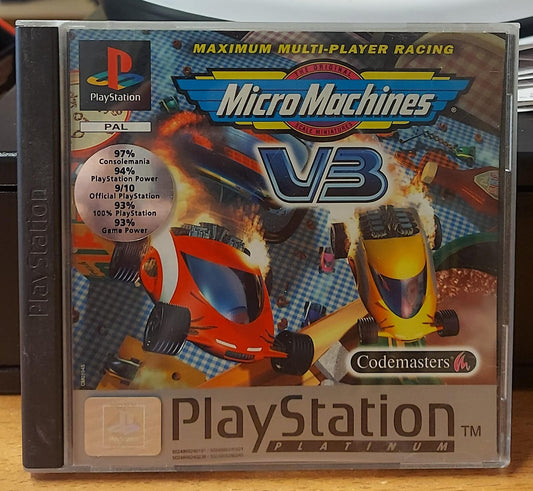 MAXIMUM MULTI-PLAYER RACING
THE ORIGINAL
Micro Machines
SCALE MINIATURES
V3
PlayStation
PAL
97%
Consolemania
94%
PlayStation Power
9/10
Official PlayStation
93%
100% PlayStation
93%
Game Power
PlayStation
Codemasters
PlayStation TM
PLATINUM